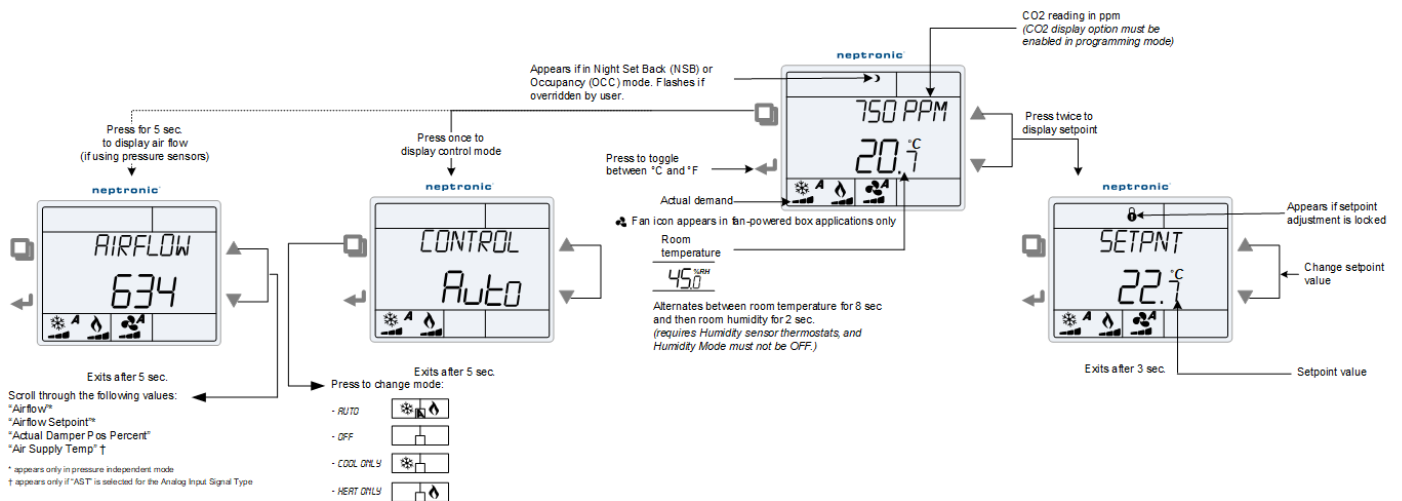 CO2 reading in ppm
(CO2 display option must be
enabled in programming mode)
neptronic
Appears if in Night Set Back (NSB) or
Occupancy (OCC) mode. Flashes if
overridden by user.
750 PPM
20.7 °C
Press for 5 sec.
to display air flow
(if using pressure sensors)
Press once to
display control mode
Press twice to
display setpoint
Press to toggle
between °C and °F
Actual demand
A
A
Fan icon appears in fan-powered box applications only
Room
temperature
45.0 %RH
Alternates between room temperature for 8 sec
and then room humidity for 2 sec.
(requires Humidity sensor thermostats, and
Humidity Mode must not be OFF.)
neptronic
AIRFLOW
634
A
A
Exits after 5 sec.
Scroll through the following values:
"Airflow"*
"Airflow Setpoint"*
"Actual Damper Pos Percent"
"Air Supply Temp" †
* appears only in pressure independent mode
† appears only if "AST" is selected for the Analog Input Signal Type
neptronic
CONTROL
Auto
A
Exits after 5 sec.
Press to change mode:
- AUTO
A
- OFF
- COOL ONLY
- HEAT ONLY
neptronic
Appears if setpoint
adjustment is locked
SETPNT
22.7 °C
A
A
Change setpoint
value
Exits after 3 sec.
Setpoint value